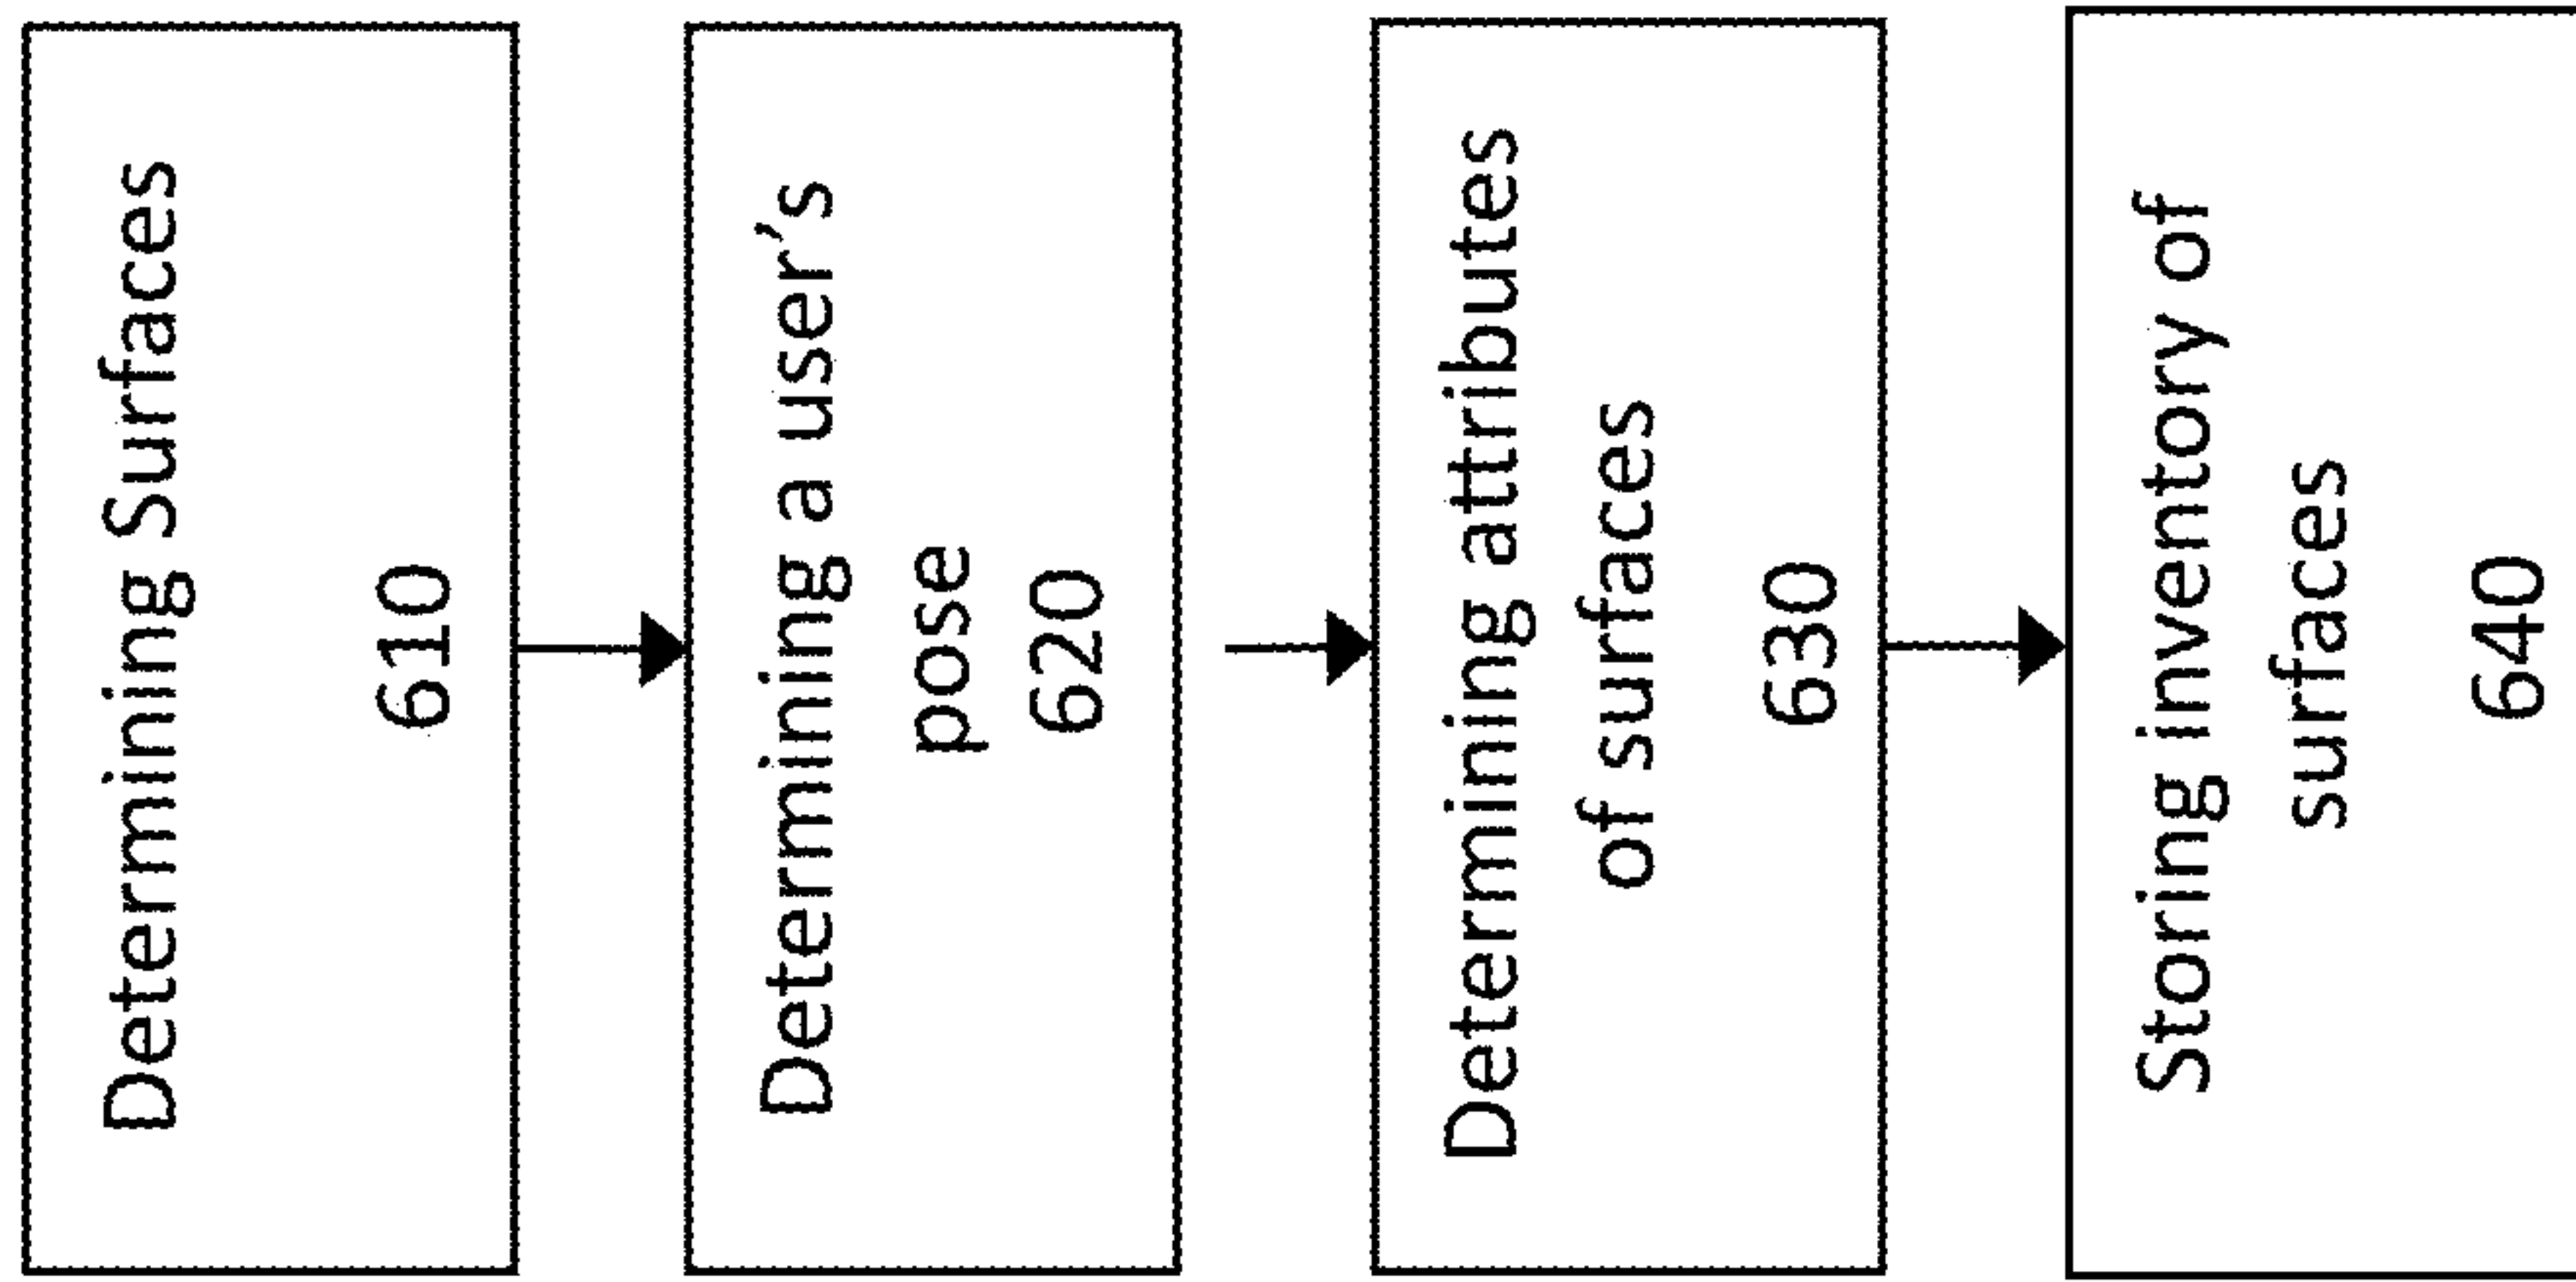 Determining Surfaces
610
Determining a user's
pose
620
Determining attributes
of surfaces
630
Storing inventory of
surfaces
640